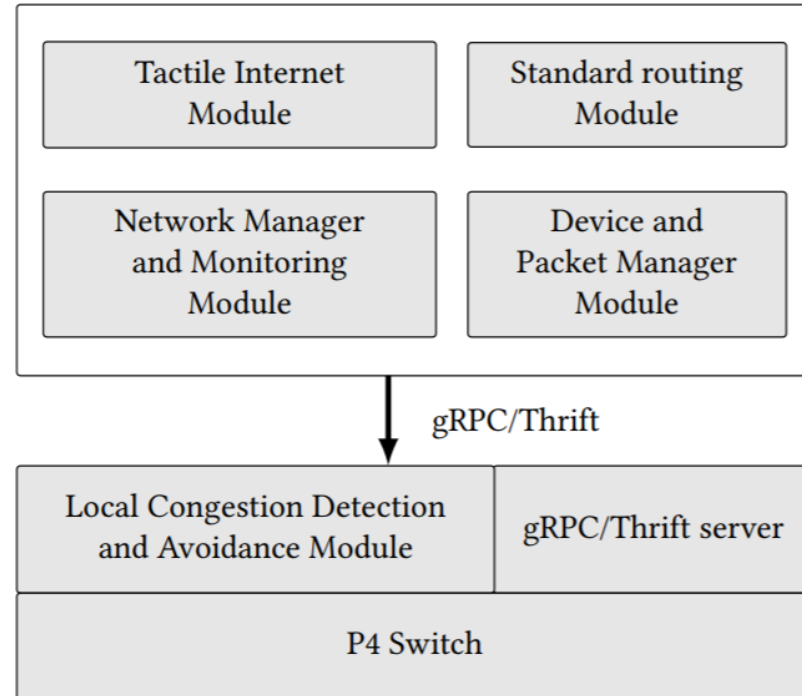 Tactile Internet
Module
Standard routing
Module
Network Manager
and Monitoring
Module
Device and
Packet Manager
Module
gRPC/Thrift
Local Congestion Detection
and Avoidance Module
gRPC/Thrift server
P4 Switch